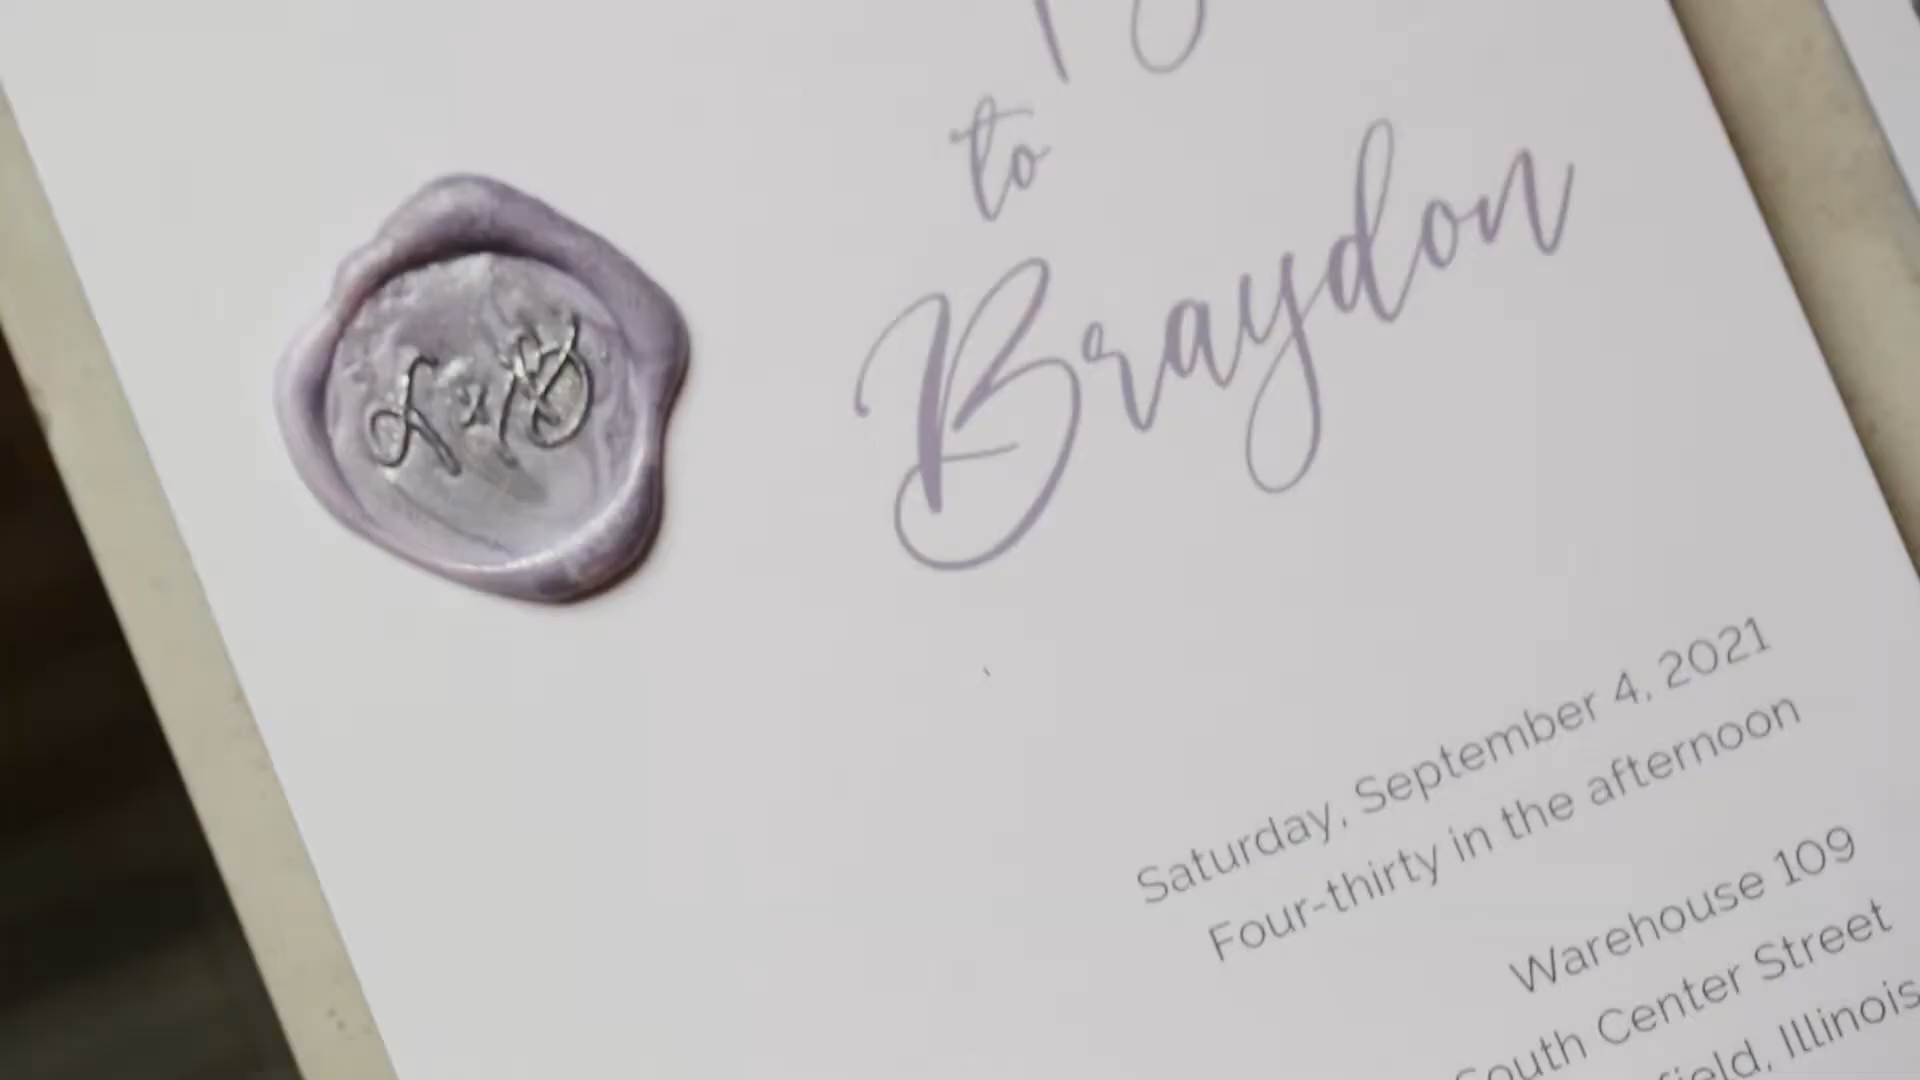 to
Braydon
Saturday, September 4, 2021
Four-thirty in the afternoon
Warehouse 109
South Center Street
Illinois